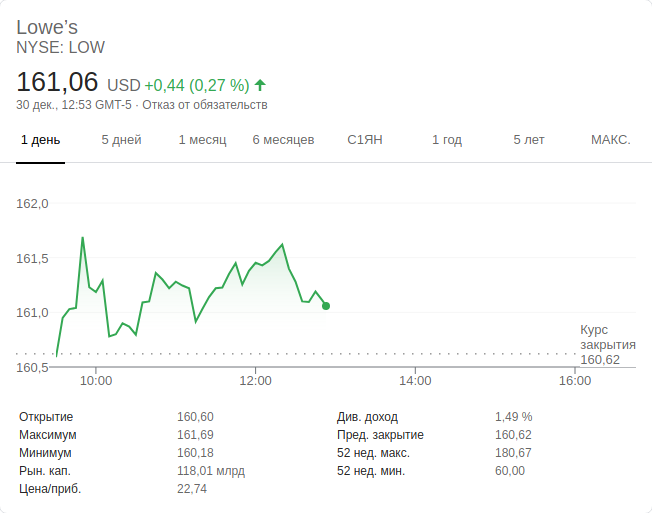 Lowe’s
NYSE: LOW
161,06 USD +0,44 (0,27 %)
30 дек., 12:53 GMT-5 · Отказ от обязательств
1 день 5 дней 1 месяц 6 месяцев С1ЯН 1 год 5 лет МАКС.
162,0
161,5
161,0
Курс
закрытия
160,62
160,5
10:00 12:00 14:00 16:00
Открытие 160,60 Див. доход 1,49 %
Максимум 161,69 Пред. закрытие 160,62
Минимум 160,18 52 нед. макс. 180,67
Рын. кап. 118,01 млрд 52 нед. мин. 60,00
Цена/приб. 22,74